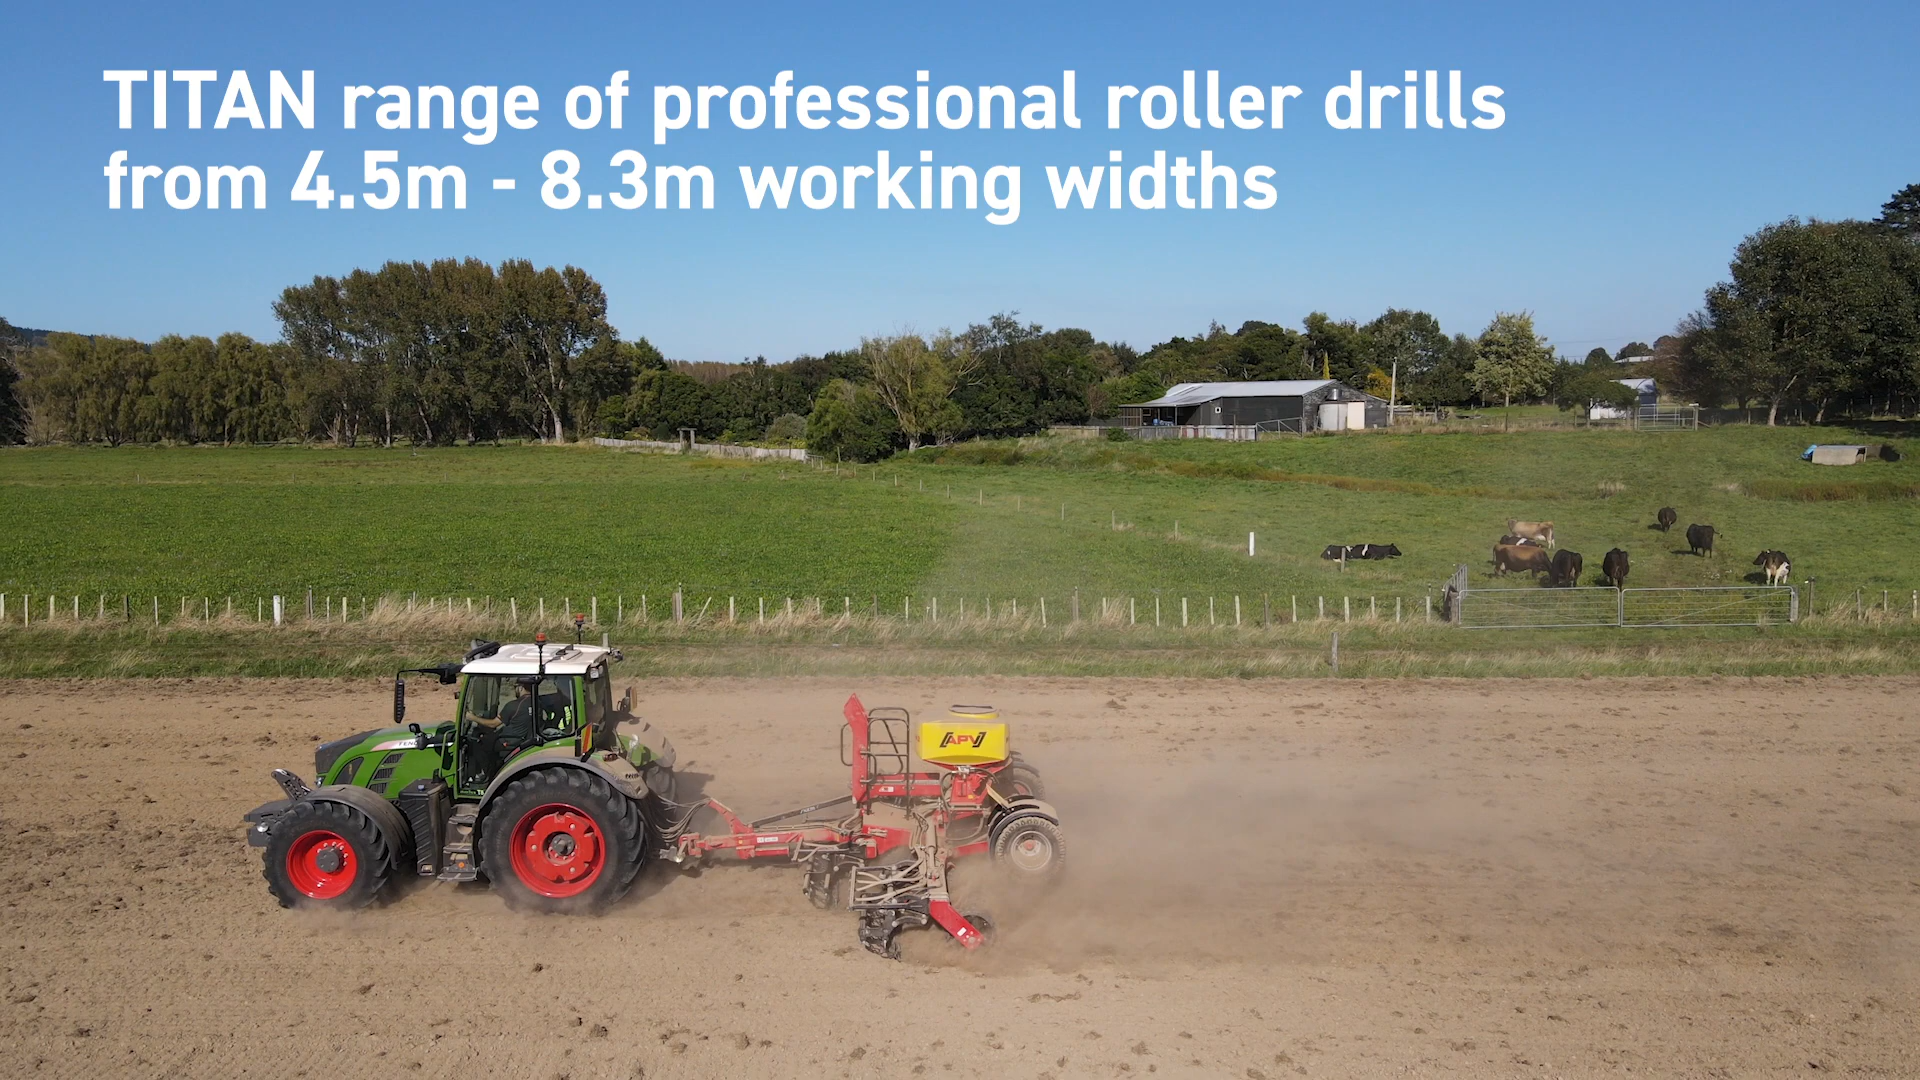 TITAN range of professional roller drills
from 4.5m - 8.3m working widths
APV